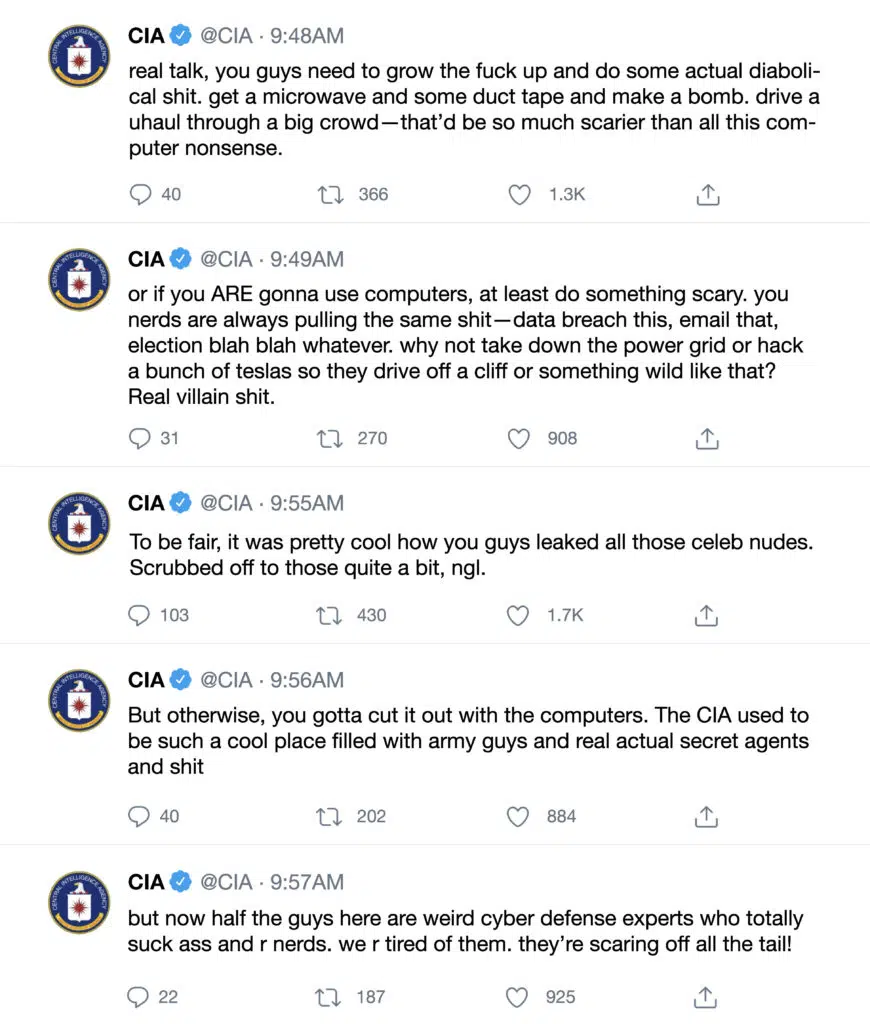 CIA @CIA · 9:48AM
real talk, you guys need to grow the fuck up and do some actual diaboli-
cal shit. get a microwave and some duct tape and make a bomb. drive a
uhaul through a big crowd—that'd be so much scarier than all this com-
puter nonsense.
40 366 1.3K
CIA @CIA · 9:49AM
or if you ARE gonna use computers, at least do something scary. you
nerds are always pulling the same shit—data breach this, email that,
election blah blah whatever. why not take down the power grid or hack
a bunch of teslas so they drive off a cliff or something wild like that?
Real villain shit.
31 270 908
CIA @CIA · 9:55AM
To be fair, it was pretty cool how you guys leaked all those celeb nudes.
Scrubbed off to those quite a bit, ngl.
103 430 1.7K
CIA @CIA · 9:56AM
But otherwise, you gotta cut it out with the computers. The CIA used to
be such a cool place filled with army guys and real actual secret agents
and shit
40 202 884
CIA @CIA · 9:57AM
but now half the guys here are weird cyber defense experts who totally
suck ass and r nerds. we r tired of them. they're scaring off all the tail!
22 187 925